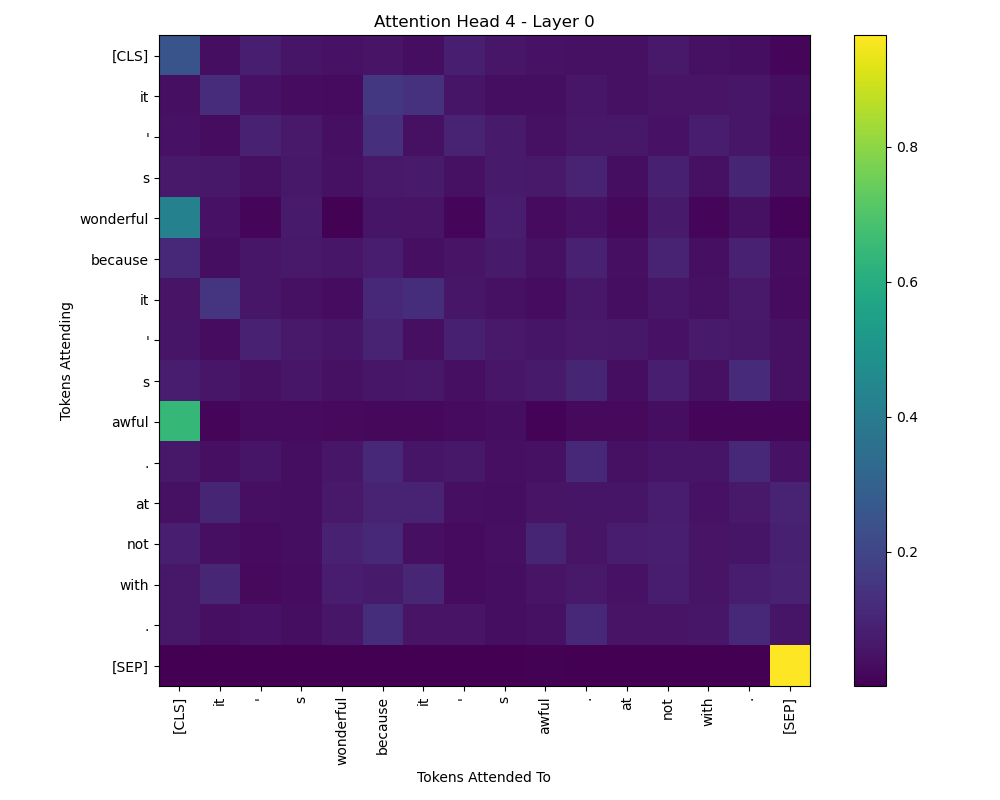 Attention Head 4 - Layer 0
Tokens Attending
[CLS]
it
'
s
wonderful
because
it
'
s
awful
.
at
not
with
.
[SEP]
[CLS]
it
'
s
wonderful
because
it
'
s
awful
.
at
not
with
.
[SEP]
Tokens Attended To
0.8
0.6
0.4
0.2